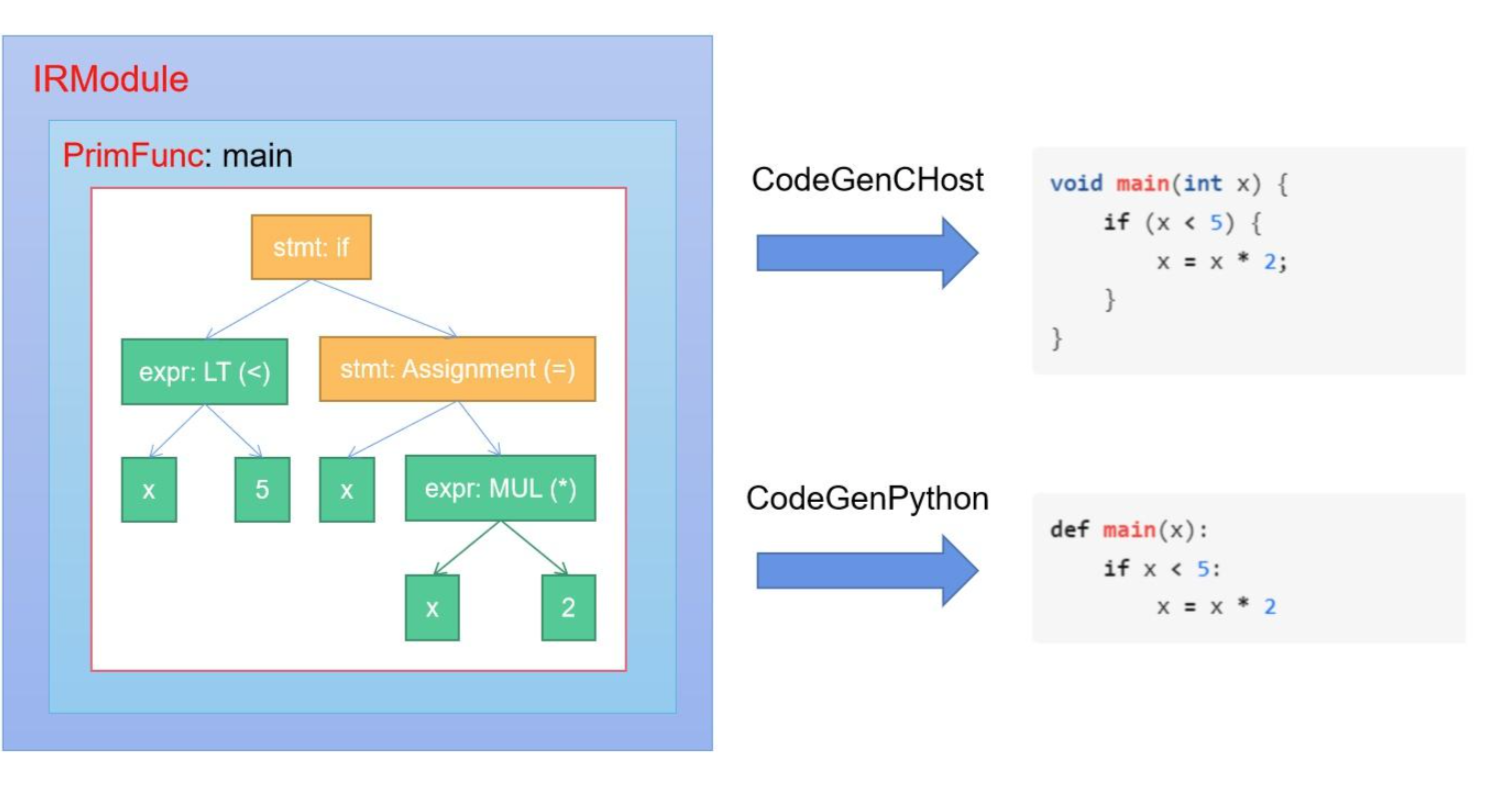 IRModule
PrimFunc: main
stmt: if
expr: LT (<)
stmt: Assignment (=)
x
5
x
expr: MUL (*)
x
2
CodeGenCHost
void main(int x) {
    if (x < 5) {
        x = x * 2;
    }
}
CodeGenPython
def main(x):
    if x < 5:
        x = x * 2